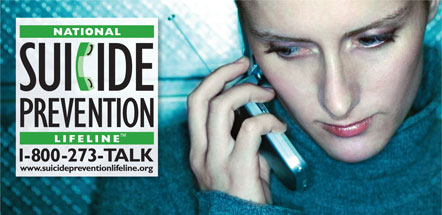 NATIONAL
SUICIDE
PREVENTION
LIFELINE™
1-800-273-TALK
www.suicidepreventionlifeline.org